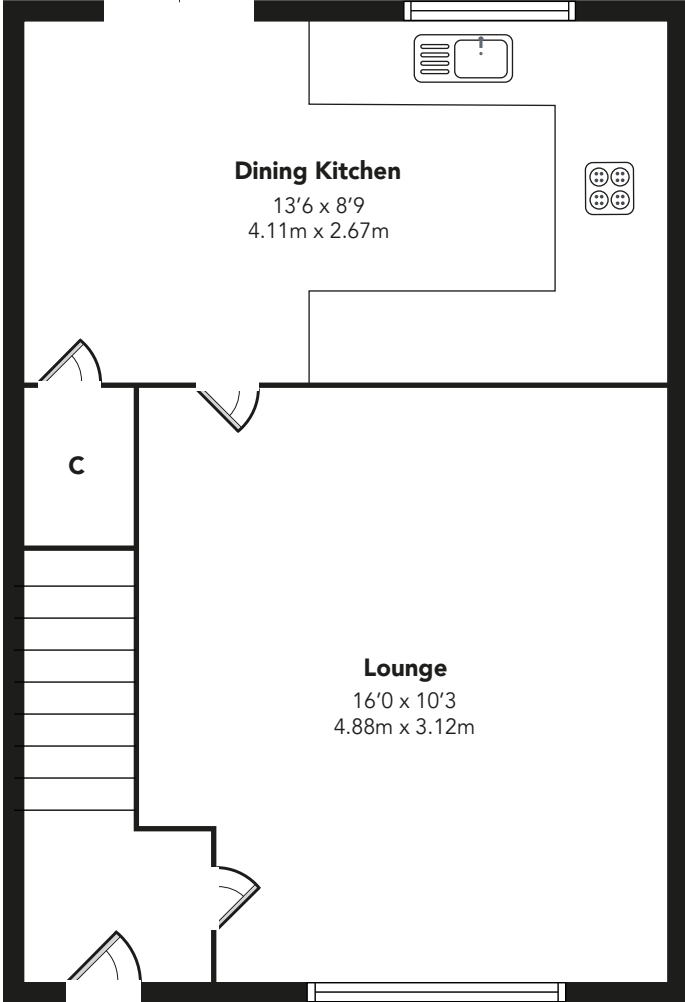 Dining Kitchen
13’6 x 8’9
4.11m x 2.67m
C
Lounge
16’0 x 10’3
4.88m x 3.12m